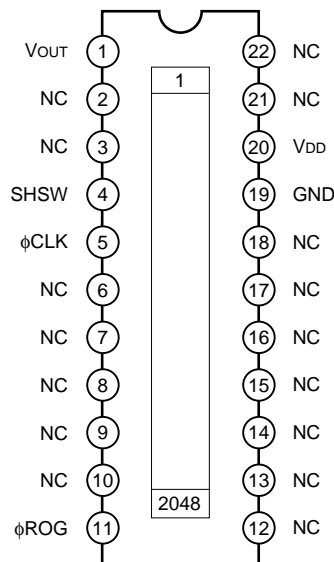 VOUT 1 22 NC
1
NC 2 21 NC
NC 3 20 VDD
SHSW 4 19 GND
ϕCLK 5 18 NC
NC 6 17 NC
NC 7 16 NC
NC 8 15 NC
NC 9 14 NC
NC 10 13 NC
2048
ϕROG 11 12 NC